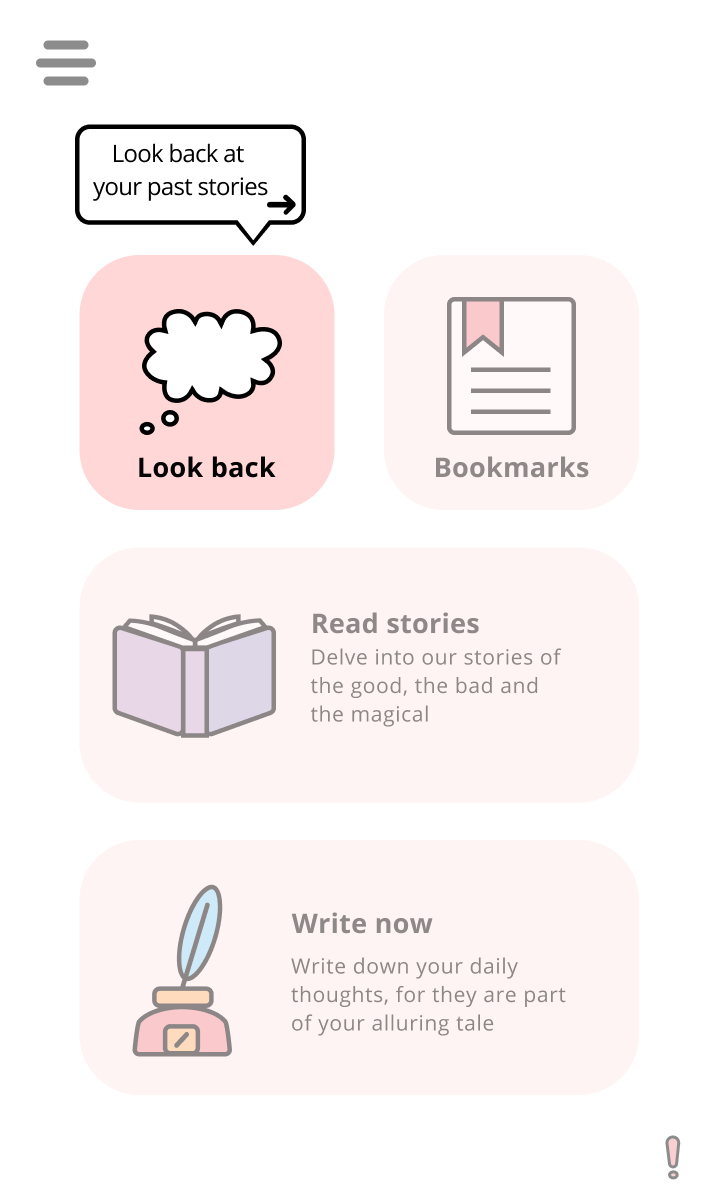 Look back at
your past stories
Look back
Bookmarks
Read stories
Delve into our stories of
the good, the bad and
the magical
Write now
Write down your daily
thoughts, for they are part
of your alluring tale